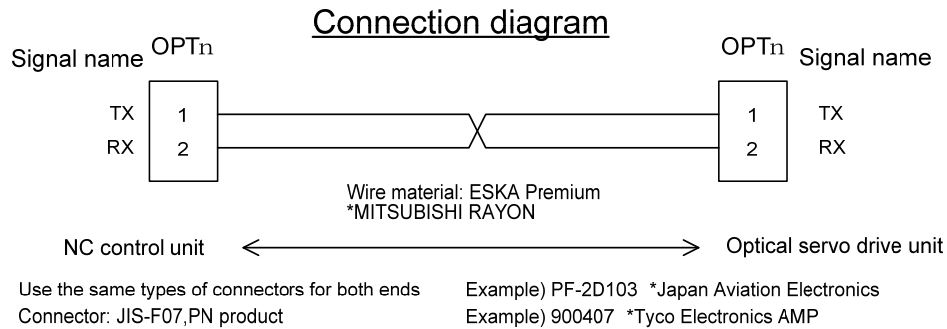 Connection diagram
Signal name OPTn OPTn Signal name
TX 1 1 TX
RX 2 2 RX
Wire material: ESKA Premium
*MITSUBISHI RAYON
NC control unit Optical servo drive unit
Use the same types of connectors for both ends Example) PF-2D103 *Japan Aviation Electronics
Connector: JIS-F07,PN product Example) 900407 *Tyco Electronics AMP